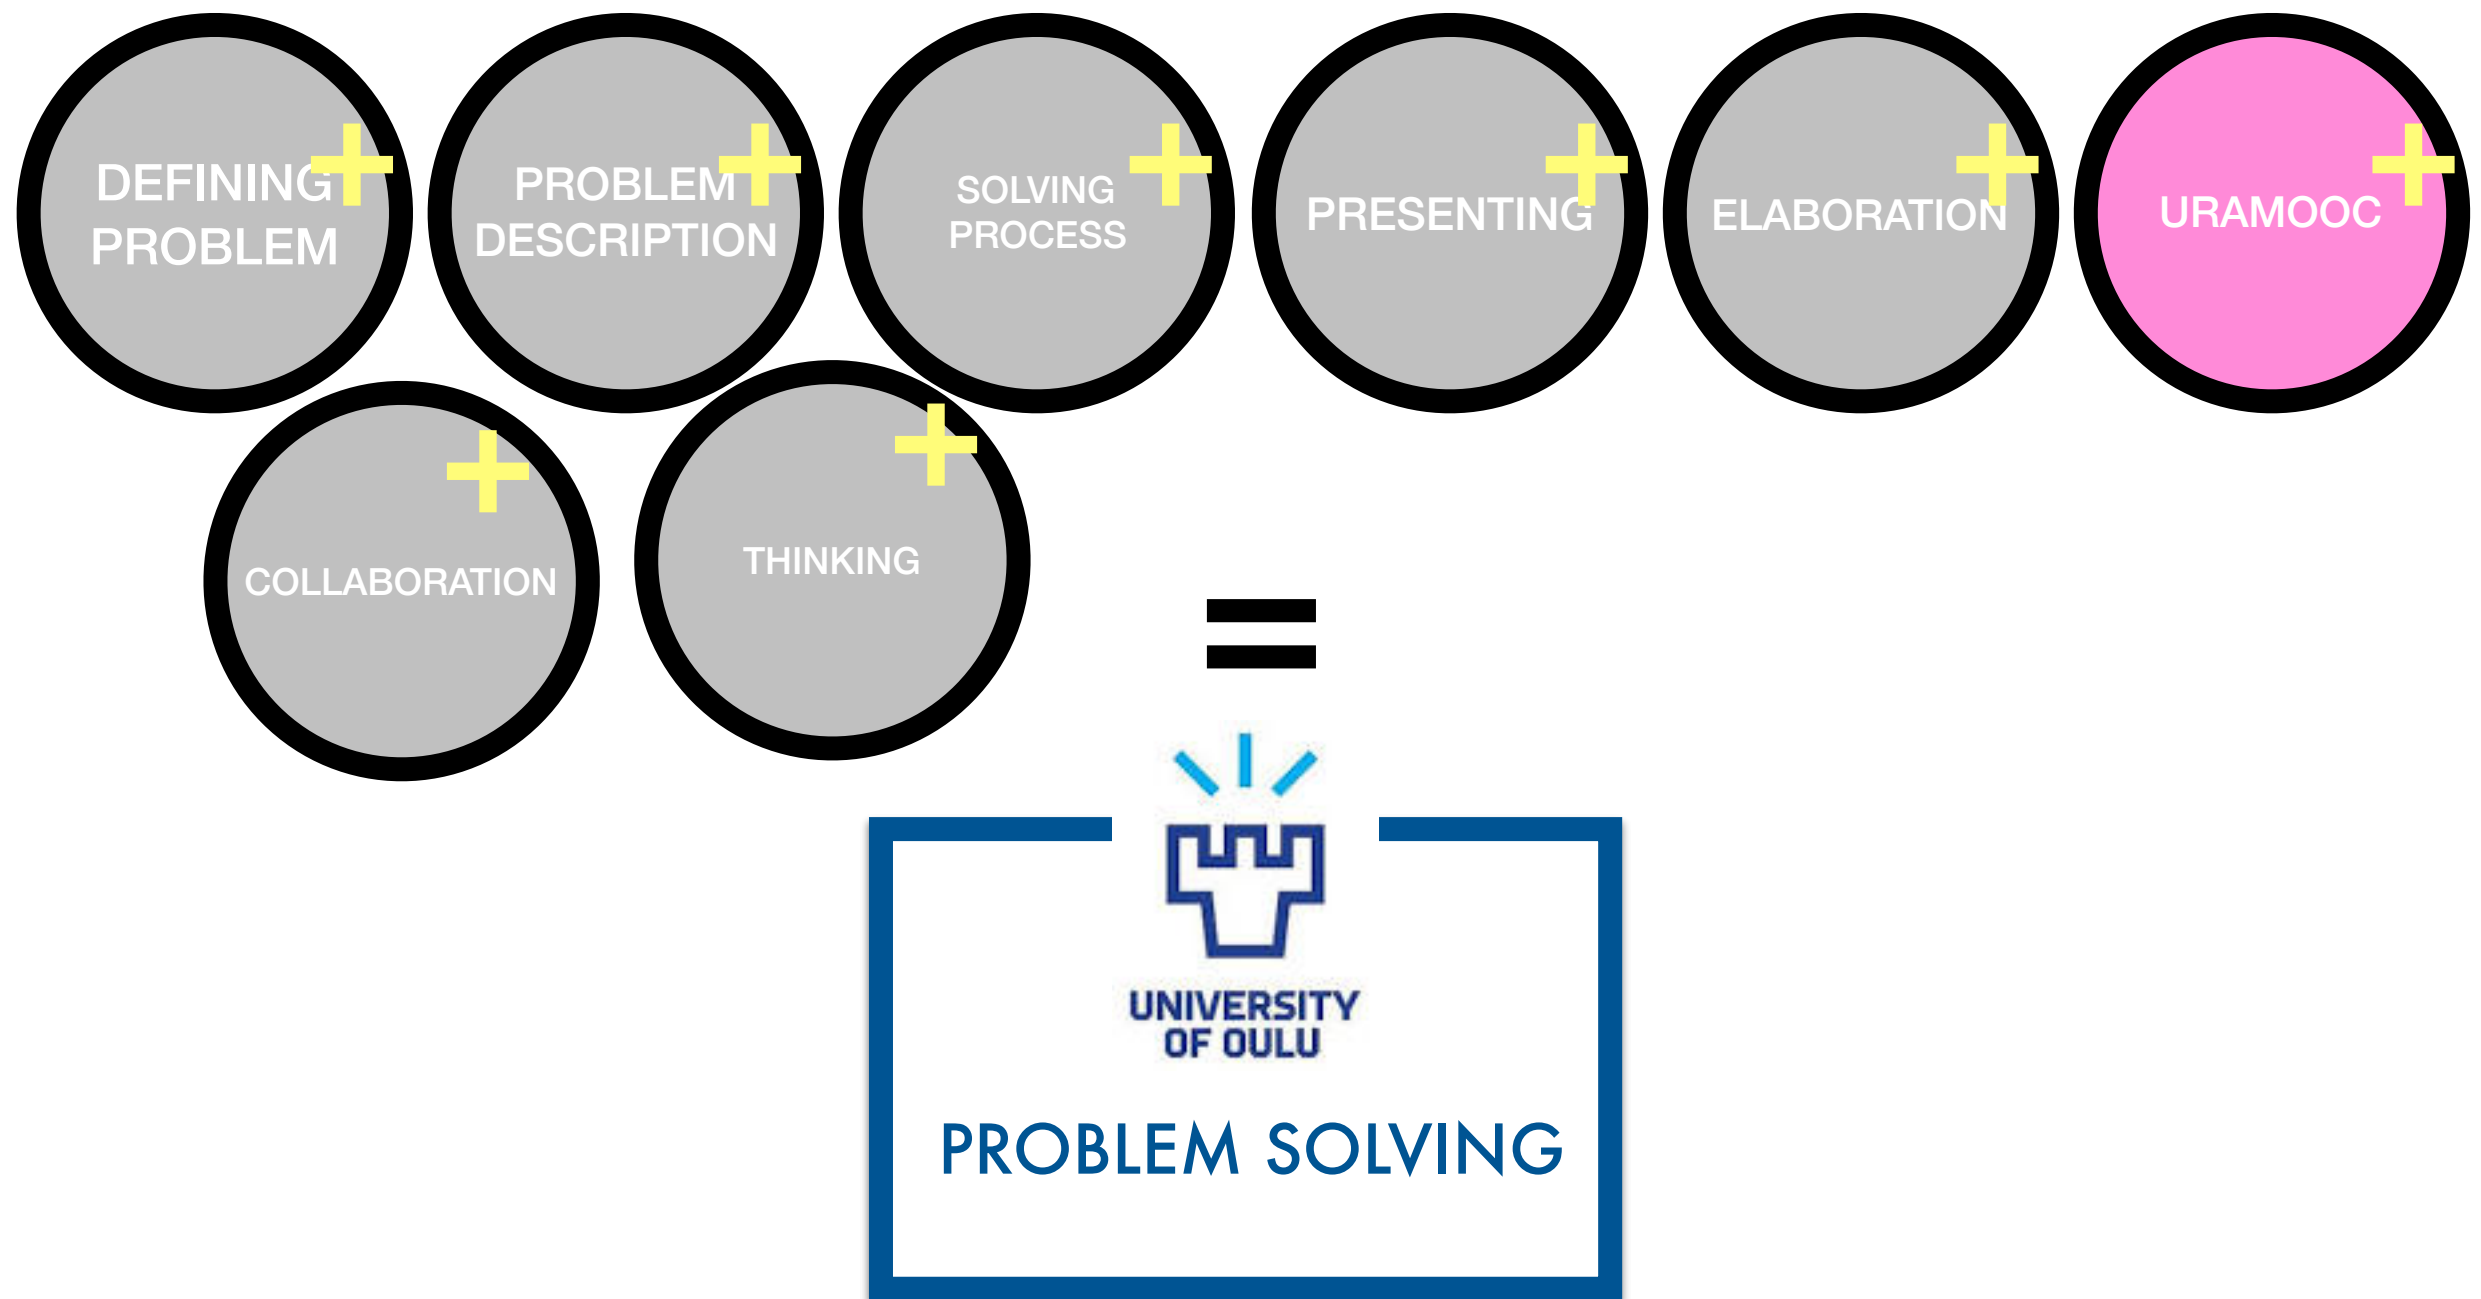 DEFINING
PROBLEM
PROBLEM
DESCRIPTION
SOLVING
PROCESS
PRESENTING
ELABORATION
URAMOOC
COLLABORATION
THINKING
=
UNIVERSITY
OF OULU
PROBLEM SOLVING